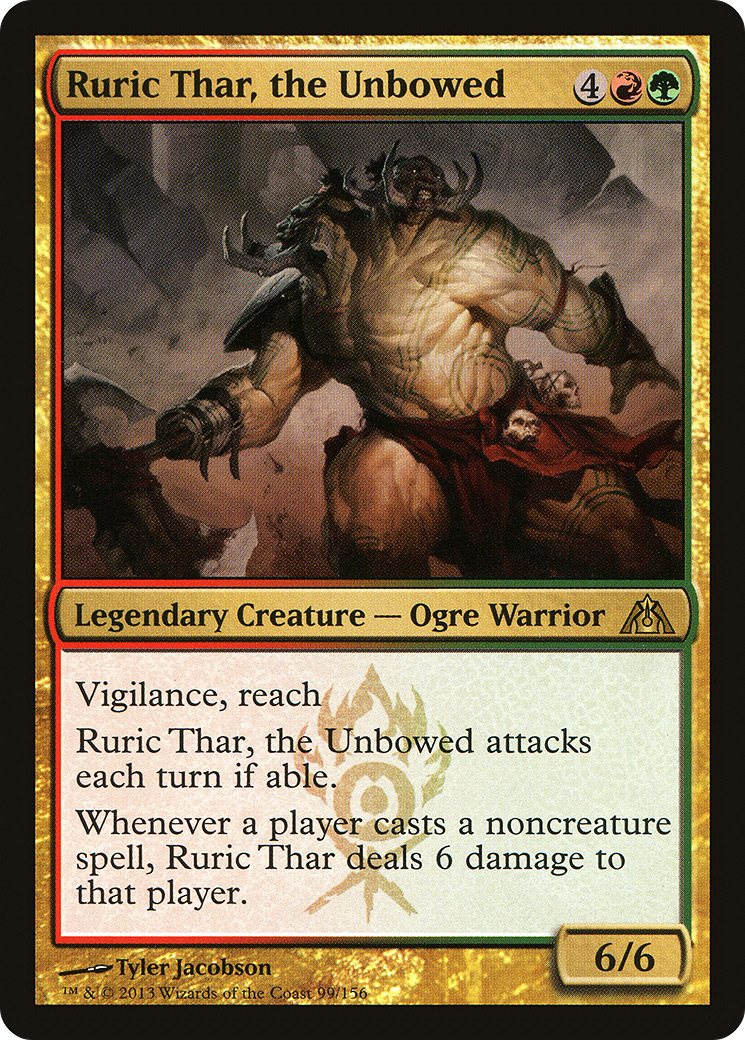 Ruric Thar, the Unbowed 4
Legendary Creature — Ogre Warrior
Vigilance, reach
Ruric Thar, the Unbowed attacks
each turn if able.
Whenever a player casts a noncreature
spell, Ruric Thar deals 6 damage to
that player.
6/6
Tyler Jacobson
™ & © 2013 Wizards of the Coast 99/156